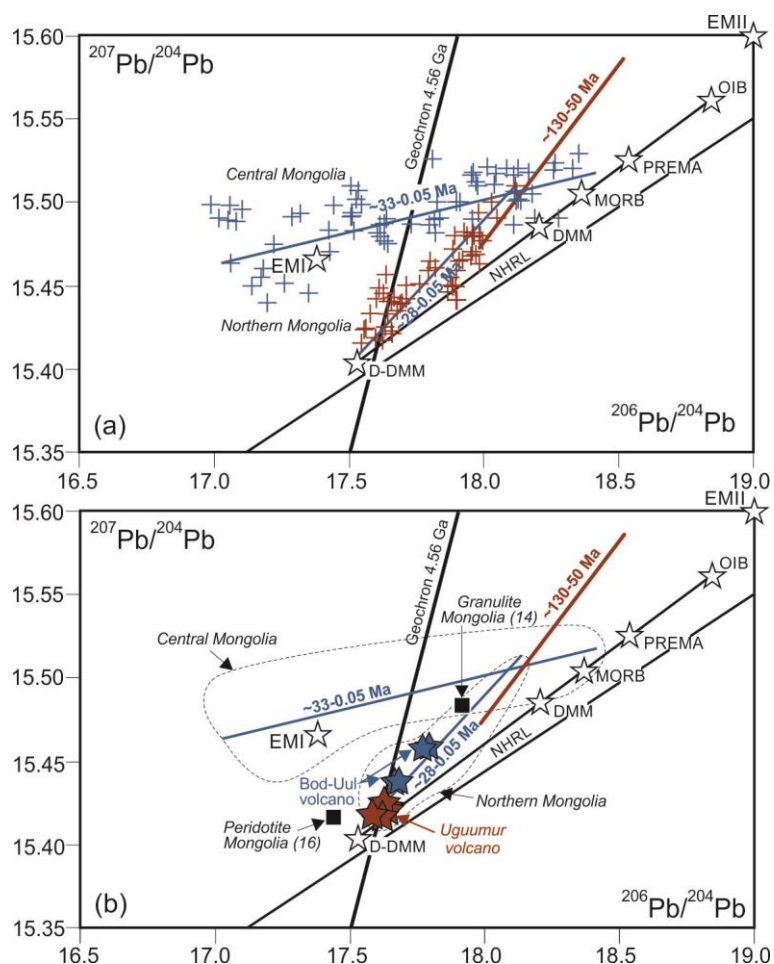 EMII
15.60
207Pb/204Pb
Geochron 4.56 Ga
~130-50 Ma
OIB
15.55
Central Mongolia
PREMA
15.50
~33-0.05 Ma
MORB
DMM
EMI
NHRL
15.45
~28-0.05 Ma
Northern Mongolia
15.40
D-DMM
(a)
206Pb/204Pb
15.35
16.5 17.0 17.5 18.0 18.5 19.0
EMII
15.60
207Pb/204Pb
Geochron 4.56 Ga
~130-50 Ma
OIB
Granulite
Mongolia (14)
15.55
Central Mongolia
PREMA
15.50
~33-0.05 Ma
MORB
DMM
EMI
NHRL
15.45
~28-0.05 Ma
Bod-Uul
volcano
Northern Mongolia
Peridotite
Mongolia (16)
Uguumur
volcano
15.40
D-DMM
(b)
206Pb/204Pb
15.35
16.5 17.0 17.5 18.0 18.5 19.0